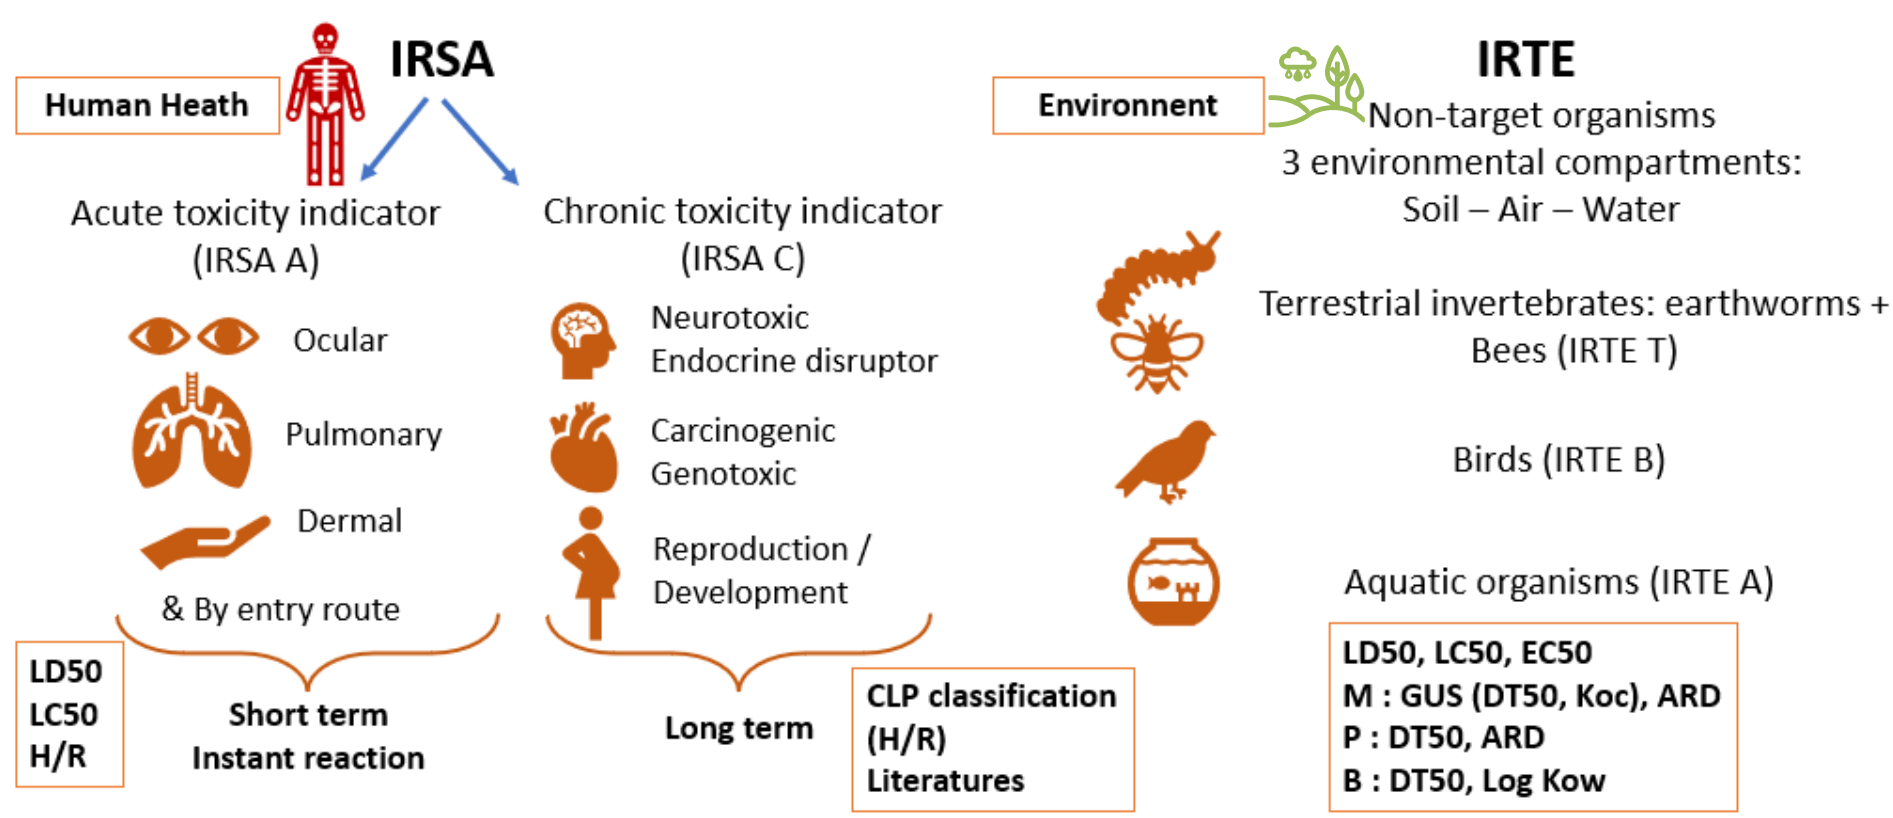 IRSA
Human Heath
Acute toxicity indicator
(IRSA A)
Ocular
Pulmonary
Dermal
& By entry route
LD50
LC50
H/R
Short term
Instant reaction
Chronic toxicity indicator
(IRSA C)
Neurotoxic
Endocrine disruptor
Carcinogenic
Genotoxic
Reproduction /
Development
Long term
CLP classification
(H/R)
Literatures
IRTE
Environnent
Non-target organisms
3 environmental compartments:
Soil – Air – Water
Terrestrial invertebrates: earthworms +
Bees (IRTE T)
Birds (IRTE B)
Aquatic organisms (IRTE A)
LD50, LC50, EC50
M : GUS (DT50, Koc), ARD
P : DT50, ARD
B : DT50, Log Kow